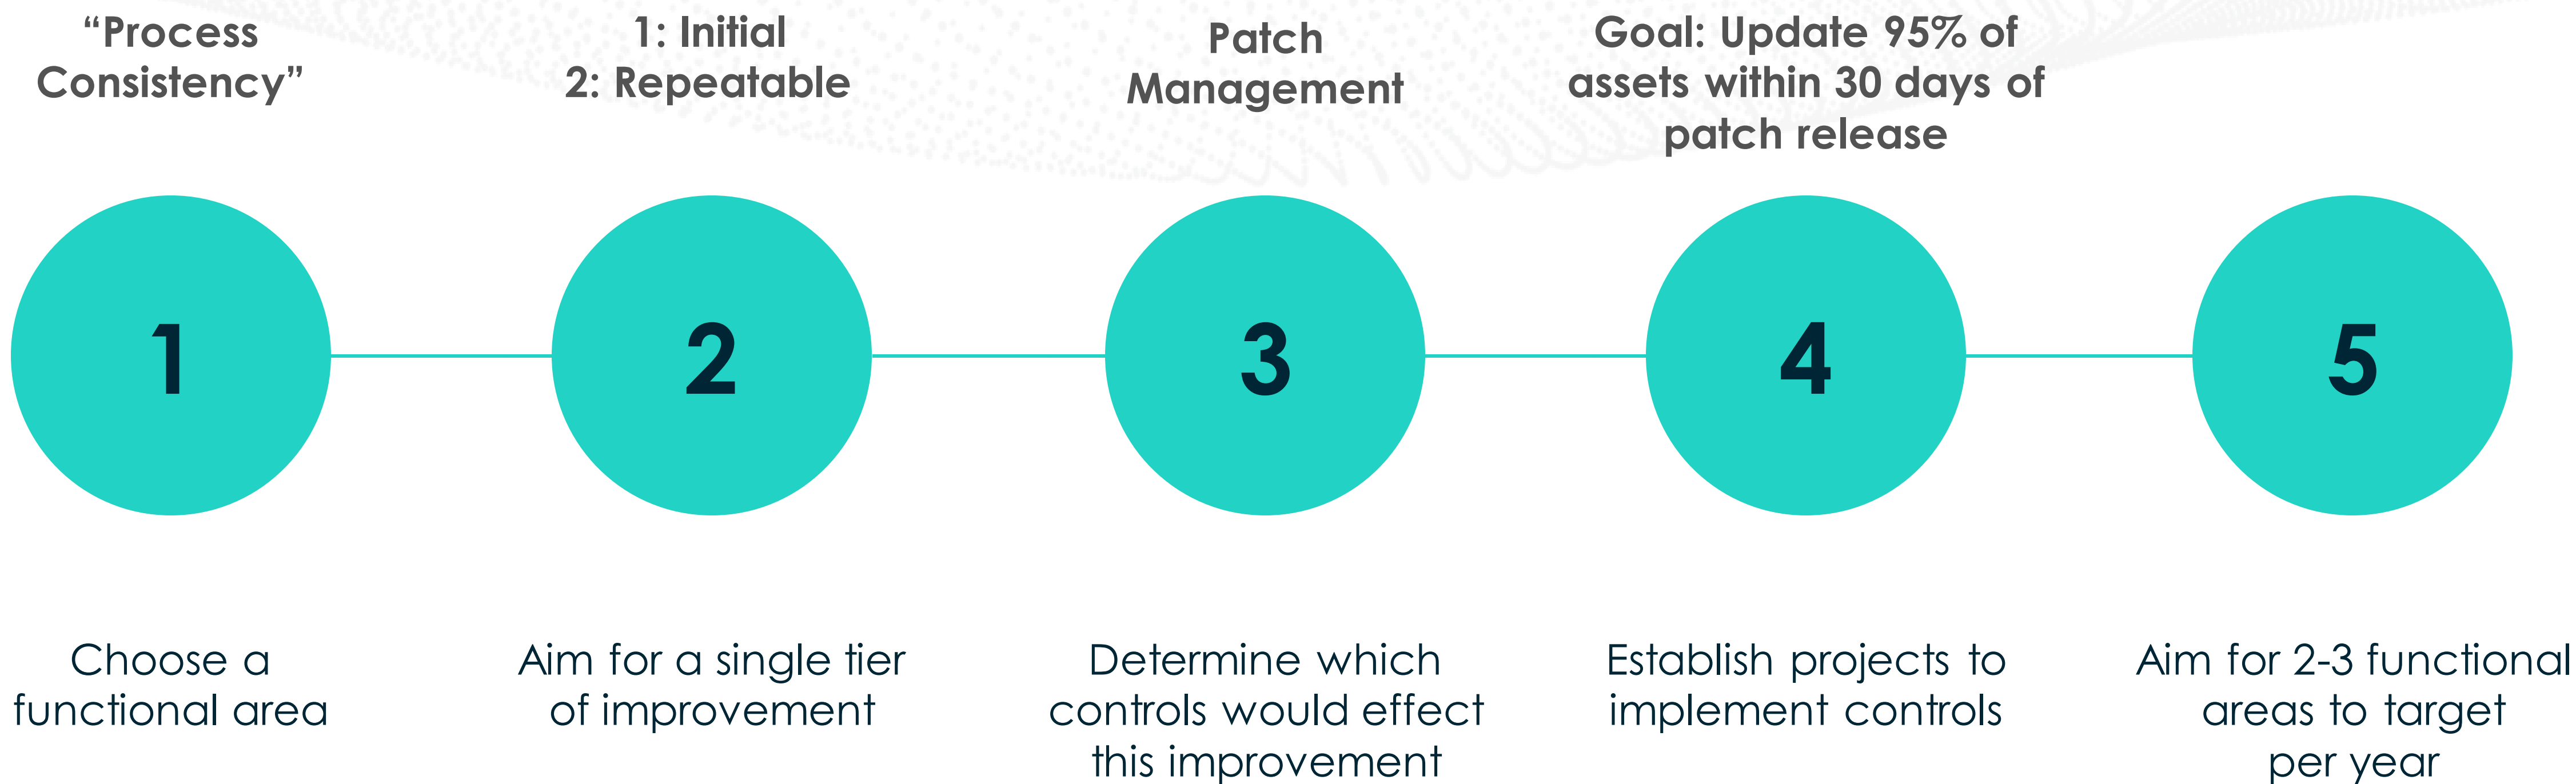 “Process
Consistency”
1: Initial
2: Repeatable
Patch
Management
Goal: Update 95% of
assets within 30 days of
patch release
1
2
3
4
5
Choose a
functional area
Aim for a single tier
of improvement
Determine which
controls would effect
this improvement
Establish projects to
implement controls
Aim for 2-3 functional
areas to target
per year